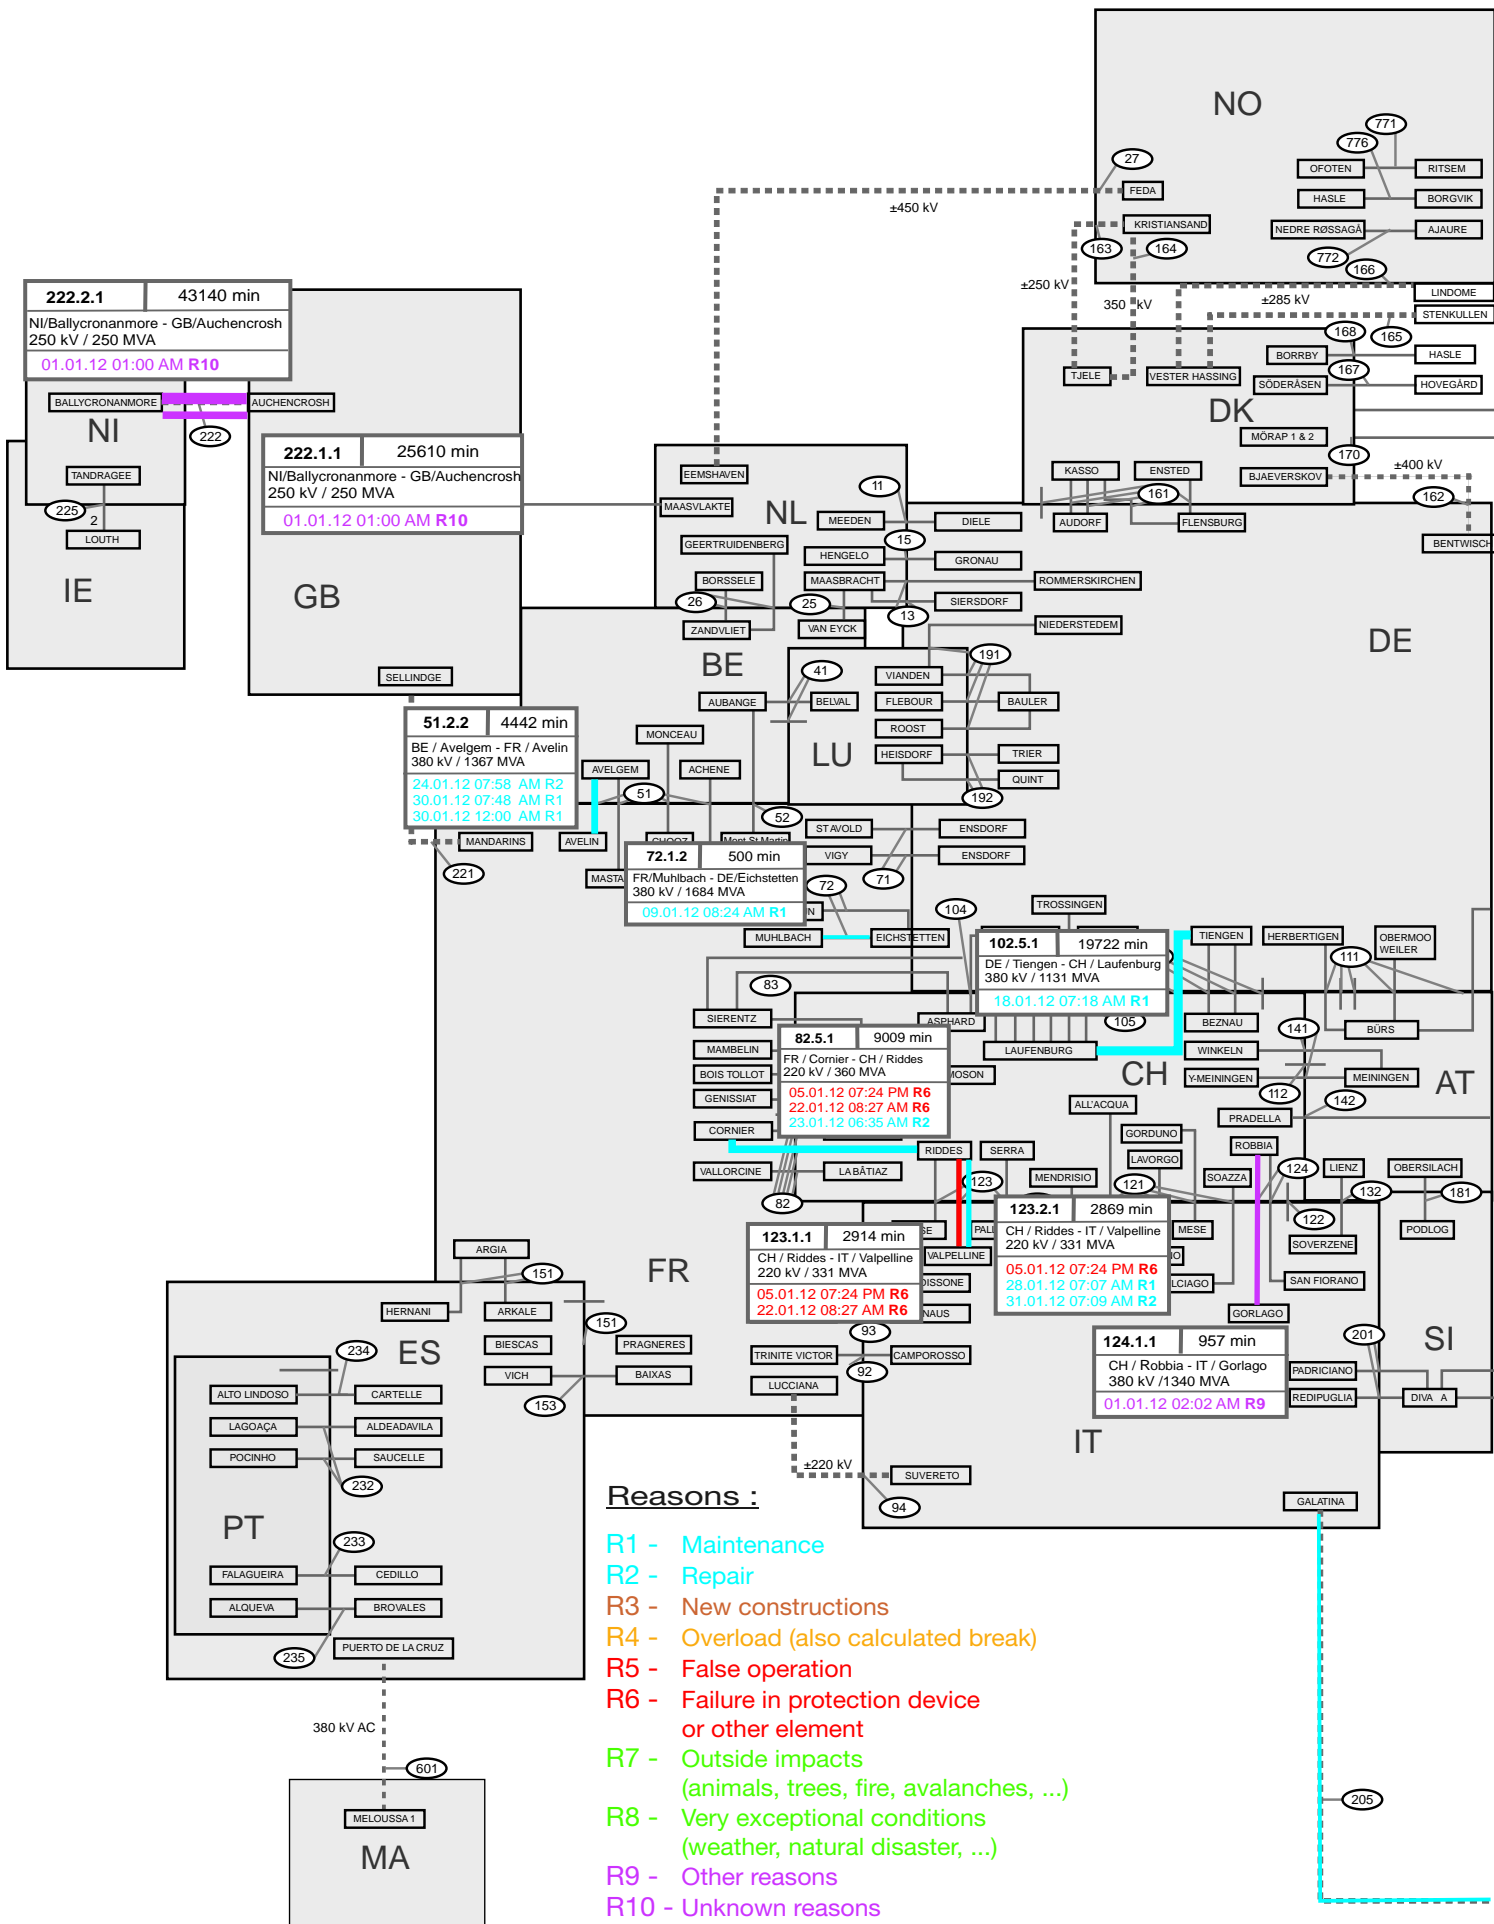 NO
771
776
OFOTEN
RITSEM
27
FEDA
HASLE
BORGVIK
±450 kV
KRISTIANSAND
NEDRE RØSSAGÅ
AJAURE
163
164
772
166
±250 kV
350 kV
±285 kV
LINDOME
STENKULLEN
168
165
BORRBY
HASLE
167
TJELE
VESTER HASSING
SÖDERÅSEN
HOVEGÅRD
DK
MÖRAP 1 & 2
170
±400 kV
KASSO
ENSTED
BJAEVERSKOV
161
162
AUDORF
FLENSBURG
BENTWISCH
222.2.1
43140 min
NI/Ballycronanmore - GB/Auchencrosh
250 kV / 250 MVA
01.01.12 01:00 AM R10
BALLYCRONANMORE
AUCHENCROSH
NI
222
TANDRAGEE
225
2
LOUTH
IE
GB
222.1.1
25610 min
NI/Ballycronanmore - GB/Auchencrosh
250 kV / 250 MVA
01.01.12 01:00 AM R10
SELLINDGE
EEMSHAVEN
11
MAASVLAKTE
NL
MEEDEN
DIELE
GEERTRUIDENBERG
15
HENGELO
GRONAU
BORSSELE
MAASBRACHT
ROMMERSKIRCHEN
26
25
SIERSDORF
13
ZANDVLIET
VAN EYCK
NIEDERSTEDEM
DE
BE
191
41
VIANDEN
AUBANGE
BELVAL
FLEBOUR
BAULER
ROOST
LU
HEISDORF
TRIER
QUINT
192
51.2.2
4442 min
BE / Avelgem - FR / Avelin
380 kV / 1367 MVA
24.01.12 07:58 AM R2
30.01.12 07:48 AM R1
30.01.12 12:00 AM R1
MONCEAU
AVELGEM
ACHENE
51
52
MANDARINS
AVELIN
CHOOZ
Mont St Martin
ST AVOLD
ENSDORF
VIGY
ENSDORF
221
MASTA
72
71
72.1.2
500 min
FR/Muhlbach - DE/Eichstetten
380 kV / 1684 MVA
09.01.12 08:24 AM R1
N
MUHLBACH
EICHSTETTEN
104
TROSSINGEN
102.5.1
19722 min
DE / Tiengen - CH / Laufenburg
380 kV / 1131 MVA
18.01.12 07:18 AM R1
TIENGEN
HERBERTIGEN
OBERMOO
WEILER
111
83
SIERENTZ
ASPHARD
105
BEZNAU
BÜRS
141
MAMBELIN
LAUFENBURG
WINKELN
CH
AT
BOIS TOLLOT
MOSON
Y-MEININGEN
MEININGEN
112
142
GENISSIAT
ALL'ACQUA
PRADELLA
82.5.1
9009 min
FR / Cornier - CH / Riddes
220 kV / 360 MVA
05.01.12 07:24 PM R6
22.01.12 08:27 AM R6
23.01.12 06:35 AM R2
CORNIER
GORDUNO
ROBBIA
RIDDES
SERRA
LAVORGO
LIENZ
OBERSILACH
VALLORCINE
LA BÂTIAZ
MENDRISIO
SOAZZA
124
123
121
132
181
82
122
PODLOG
SOVERZENE
123.1.1
2914 min
CH / Riddes - IT / Valpelline
220 kV / 331 MVA
05.01.12 07:24 PM R6
22.01.12 08:27 AM R6
SE
PALL
VALPELLINE
123.2.1
2869 min
CH / Riddes - IT / Valpelline
220 kV / 331 MVA
05.01.12 07:24 PM R6
28.01.12 07:07 AM R1
31.01.12 07:09 AM R2
MESE
NO
LCIAGO
SAN FIORANO
DISSONE
NAUS
GORLAGO
93
FR
ARGIA
151
HERNANI
ARKALE
151
ES
BIESCAS
PRAGNERES
TRINITE VICTOR
CAMPOROSSO
92
VICH
BAIXAS
LUCCIANA
153
234
ALTO LINDOSO
CARTELLE
LAGOAÇA
ALDEADAVILA
POCINHO
SAUCELLE
232
PT
233
FALAGUEIRA
CEDILLO
ALQUEVA
BROVALES
235
PUERTO DE LA CRUZ
124.1.1
957 min
CH / Robbia - IT / Gorlago
380 kV /1340 MVA
01.01.12 02:02 AM R9
201
SI
PADRICIANO
REDIPUGLIA
DIVA A
IT
±220 kV
SUVERETO
94
GALATINA
380 kV AC
601
MELOUSSA 1
MA
205
Reasons :
R1 - Maintenance
R2 - Repair
R3 - New constructions
R4 - Overload (also calculated break)
R5 - False operation
R6 - Failure in protection device
or other element
R7 - Outside impacts
(animals, trees, fire, avalanches, ...)
R8 - Very exceptional conditions
(weather, natural disaster, ...)
R9 - Other reasons
R10 - Unknown reasons